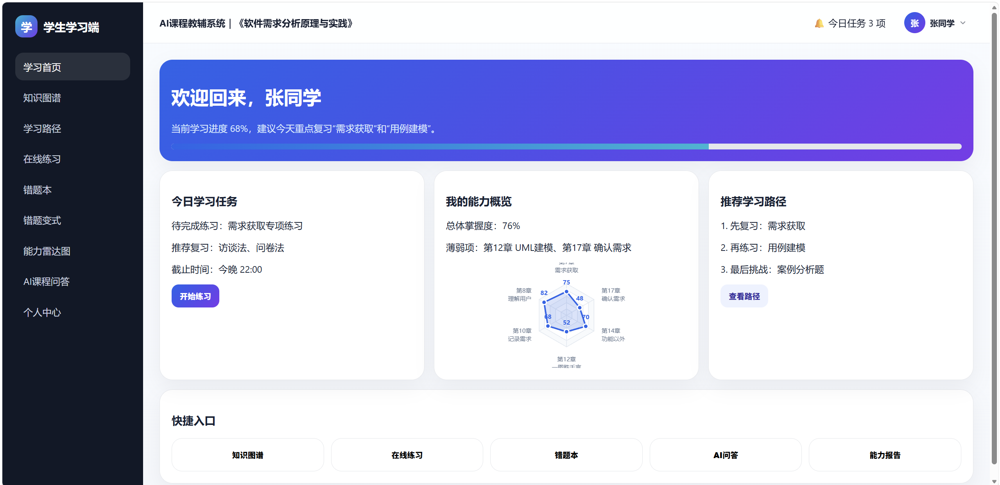 学 学生学习端
学习首页
知识图谱
学习路径
在线练习
错题本
错题变式
能力雷达图
AI课程问答
个人中心
AI课程教辅系统 | 《软件需求分析原理与实践》
今日任务 3 项
张 张同学
欢迎回来，张同学
当前学习进度 68%，建议今天重点复习“需求获取”和“用例建模”。
今日学习任务
待完成练习：需求获取专项练习
推荐复习：访谈法、问卷法
截止时间：今晚 22:00
开始练习
我的能力概览
总体掌握度：76%
薄弱项：第12章 UML建模、第17章 确认需求
需求获取
75
第8章
理解用户
82
48
第17章
确认需求
68
52
70
第10章
记录需求
第14章
功能以外
第12章
一图胜千言
推荐学习路径
1. 先复习：需求获取
2. 再练习：用例建模
3. 最后挑战：案例分析题
查看路径
快捷入口
知识图谱
在线练习
错题本
AI问答
能力报告